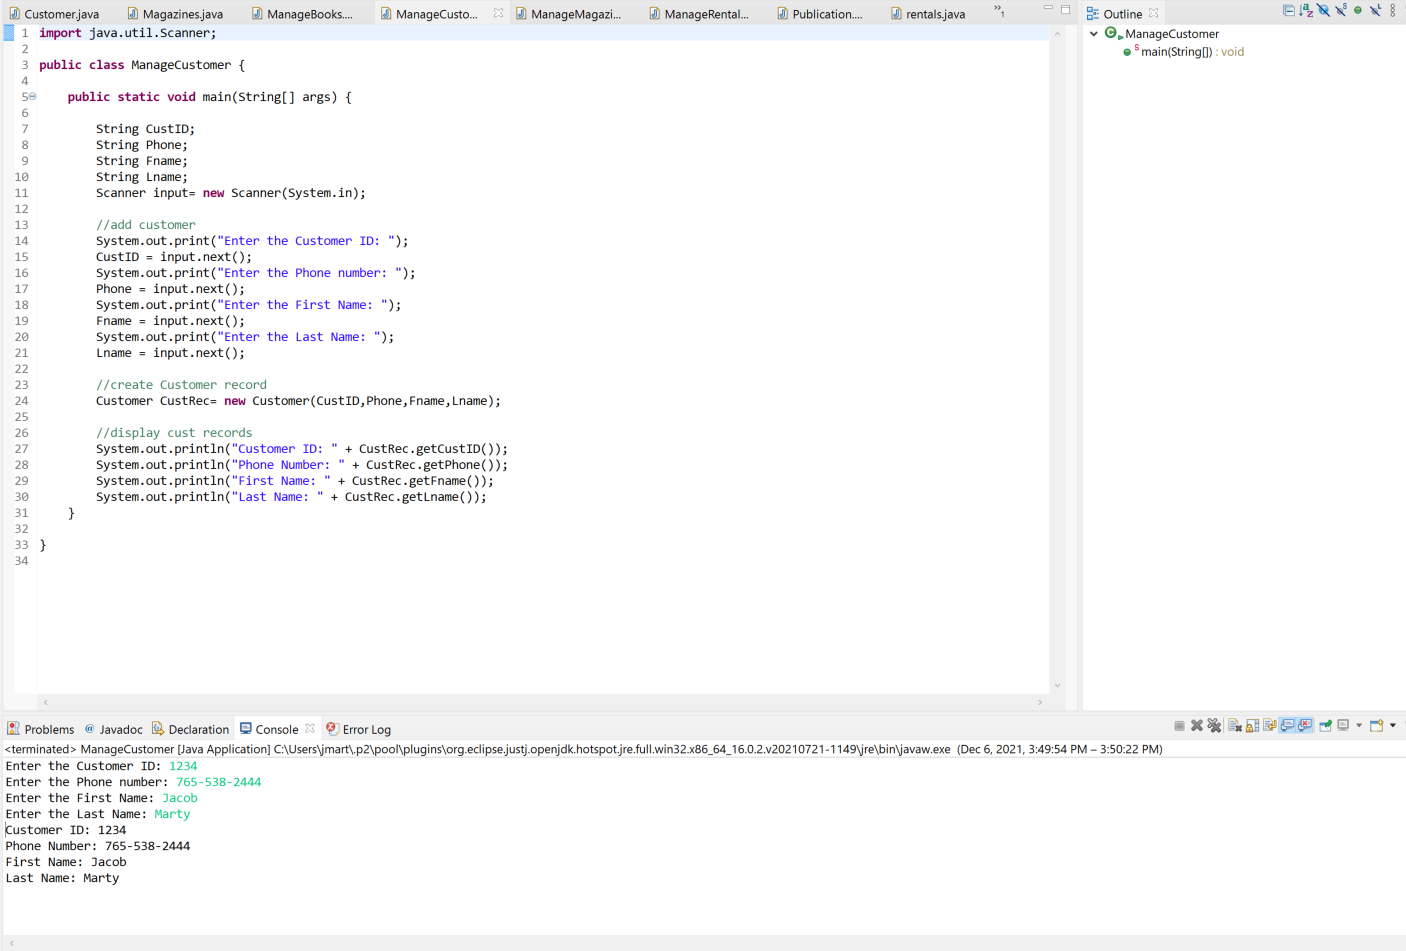 Customer.java Magazines.java ManageBooks.... ManageCusto... ManageMagazi... ManageRental... Publication.... rentals.java »1 Outline
1 import java.util.Scanner;
2
3 public class ManageCustomer {
4
5 public static void main(String[] args) {
6
7 String CustID;
8 String Phone;
9 String Fname;
10 String Lname;
11 Scanner input= new Scanner(System.in);
12
13 //add customer
14 System.out.print("Enter the Customer ID: ");
15 CustID = input.next();
16 System.out.print("Enter the Phone number: ");
17 Phone = input.next();
18 System.out.print("Enter the First Name: ");
19 Fname = input.next();
20 System.out.print("Enter the Last Name: ");
21 Lname = input.next();
22
23 //create Customer record
24 Customer CustRec= new Customer(CustID,Phone,Fname,Lname);
25
26 //display cust records
27 System.out.println("Customer ID: " + CustRec.getCustID());
28 System.out.println("Phone Number: " + CustRec.getPhone());
29 System.out.println("First Name: " + CustRec.getFname());
30 System.out.println("Last Name: " + CustRec.getLname());
31 }
32
33 }
34
ManageCustomer
main(String[]) : void
Problems Javadoc Declaration Console Error Log
<terminated> ManageCustomer [Java Application] C:\Users\jmart\.p2\pool\plugins\org.eclipse.justj.openjdk.hotspot.jre.full.win32.x86_64_16.0.2.v20210721-1149\jre\bin\javaw.exe (Dec 6, 2021, 3:49:54 PM – 3:50:22 PM)
Enter the Customer ID: 1234
Enter the Phone number: 765-538-2444
Enter the First Name: Jacob
Enter the Last Name: Marty
Customer ID: 1234
Phone Number: 765-538-2444
First Name: Jacob
Last Name: Marty